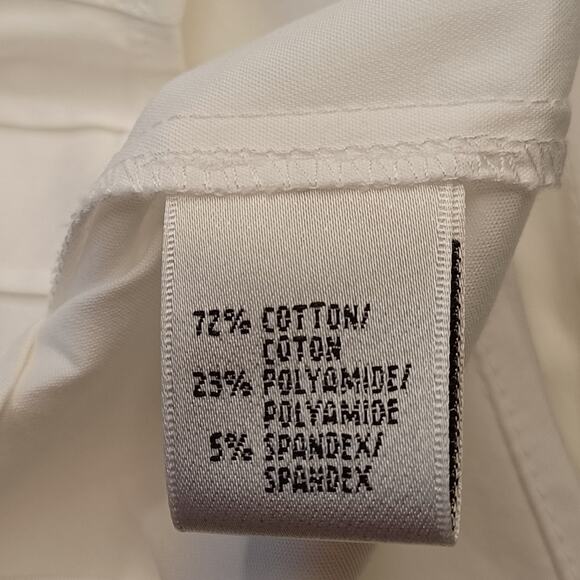 72% COTTON/
COTON
23% POLYAMIDE/
POLYAMIDE
5% SPANDEX/
SPANDEX